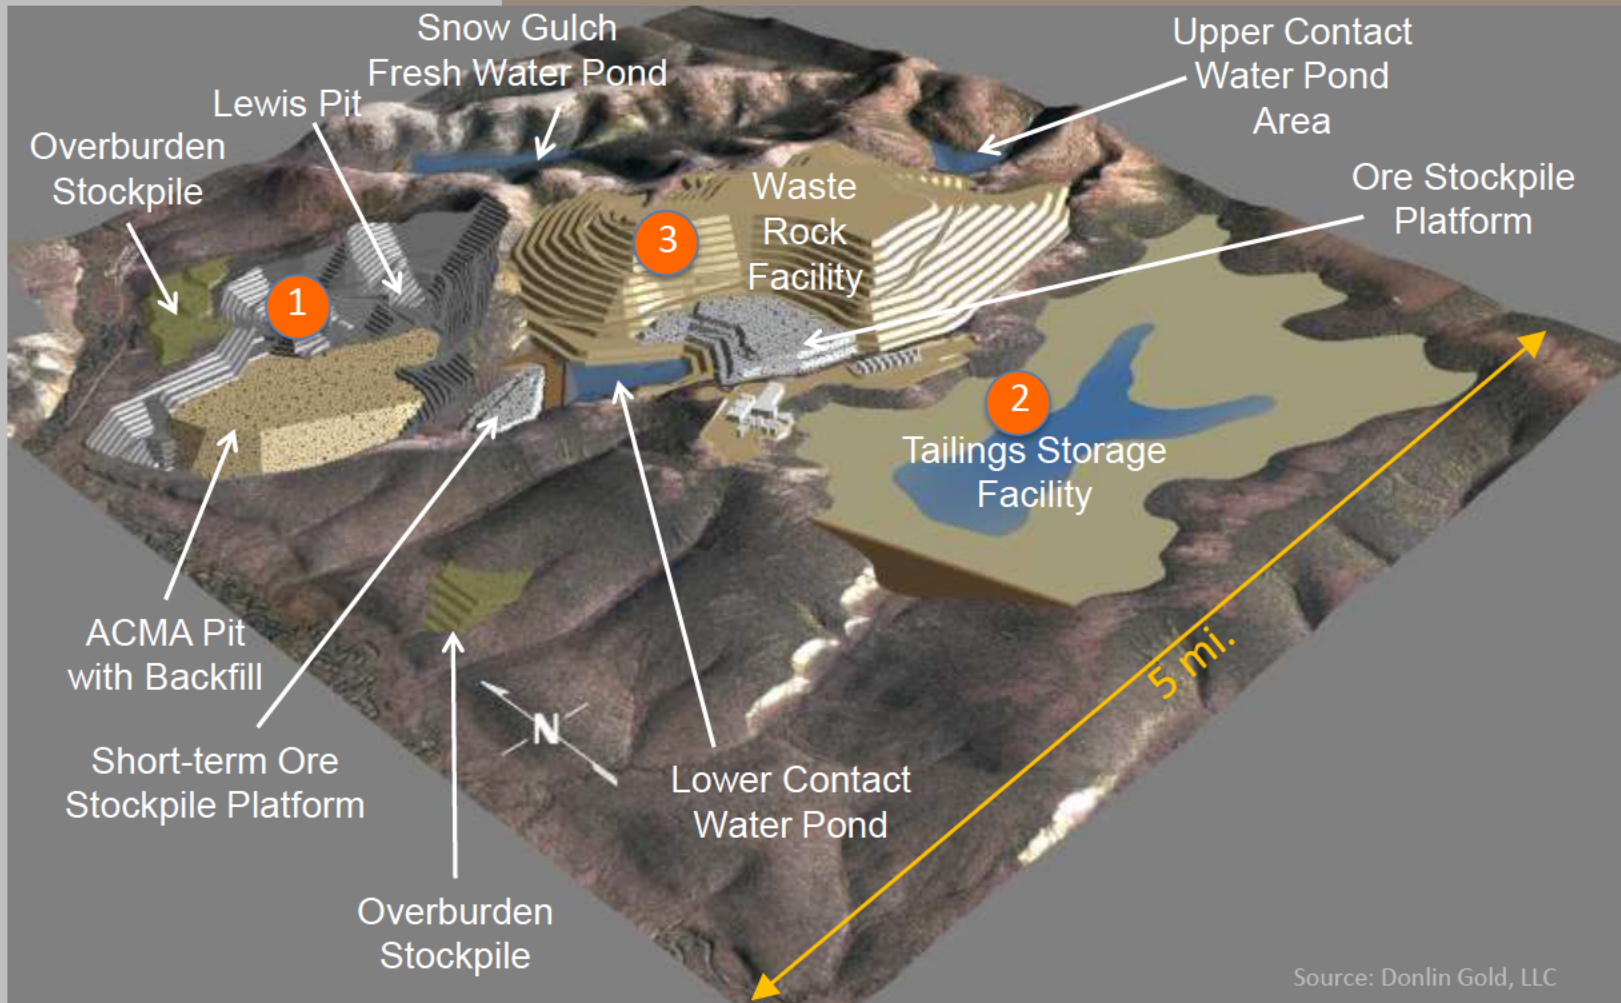 Snow Gulch
Fresh Water Pond
Upper Contact
Water Pond
Area
Lewis Pit
Overburden
Stockpile
Waste
Rock
Facility
Ore Stockpile
Platform
3
1
2
Tailings Storage
Facility
ACMA Pit
with Backfill
5 mi.
N
Short-term Ore
Stockpile Platform
Lower Contact
Water Pond
Overburden
Stockpile
Source: Donlin Gold, LLC